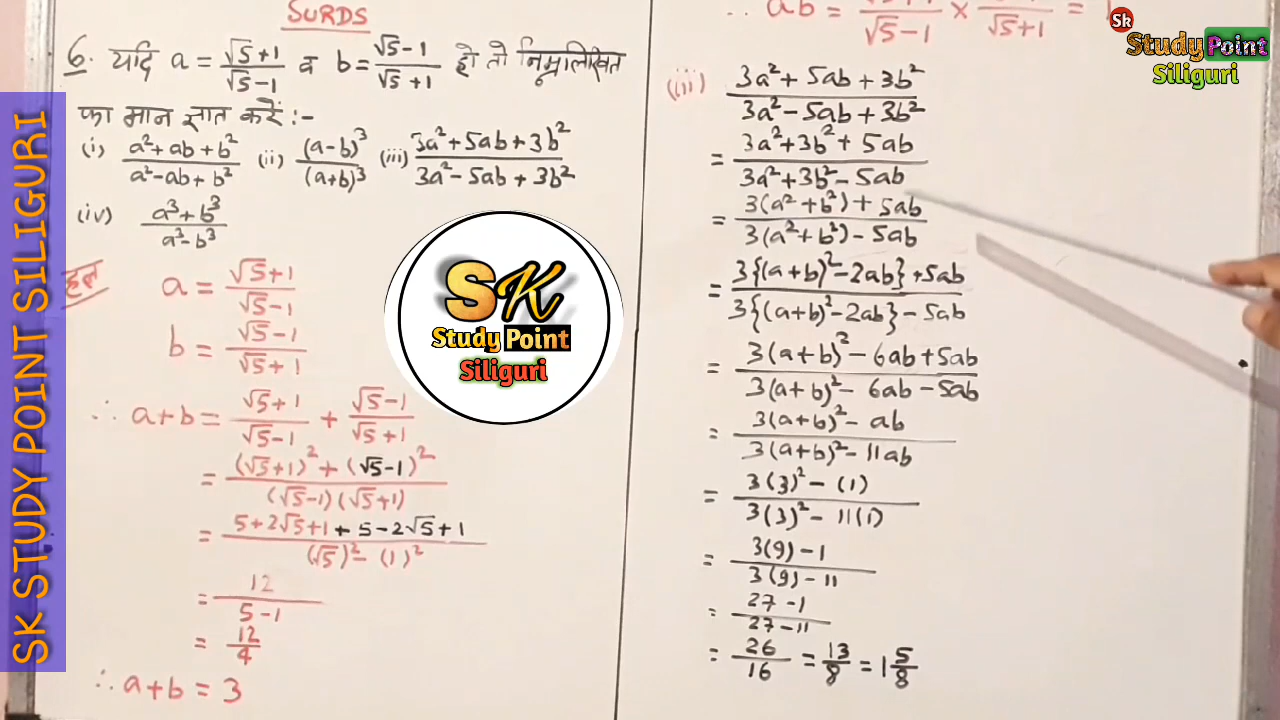 SK STUDY POINT SILIGURI
SURDS
6. यदि a = (√5+1)/(√5-1) व b = (√5-1)/(√5+1) हो तो निम्नलिखित
का मान ज्ञात करें :-
(i) (a²+ab+b²)/(a²-ab+b²) (ii) (a-b)³/(a+b)³ (iii) (3a²+5ab+3b²)/(3a²-5ab+3b²)
(iv) (a³+b³)/(a³-b³)
हल
a = (√5+1)/(√5-1)
b = (√5-1)/(√5+1)
∴ a+b = (√5+1)/(√5-1) + (√5-1)/(√5+1)
= ((√5+1)²+(√5-1)²)/((√5-1)(√5+1))
= (5+2√5+1+5-2√5+1)/((√5)²-(1)²)
= 12/(5-1)
= 12/4
∴ a+b = 3
SK
Study Point
Siliguri
∴ ab = /(√5-1) × /(√5+1) =
Sk
Study Point
Siliguri
(iii) (3a²+5ab+3b²)/(3a²-5ab+3b²)
= (3a²+3b²+5ab)/(3a²+3b²-5ab)
= (3(a²+b²)+5ab)/(3(a²+b²)-5ab)
= (3{(a+b)²-2ab}+5ab)/(3{(a+b)²-2ab}-5ab)
= (3(a+b)²-6ab+5ab)/(3(a+b)²-6ab-5ab)
= (3(a+b)²-ab)/(3(a+b)²-11ab)
= (3(3)²-(1))/(3(3)²-11(1))
= (3(9)-1)/(3(9)-11)
= (27-1)/(27-11)
= 26/16 = 13/8 = 1 5/8